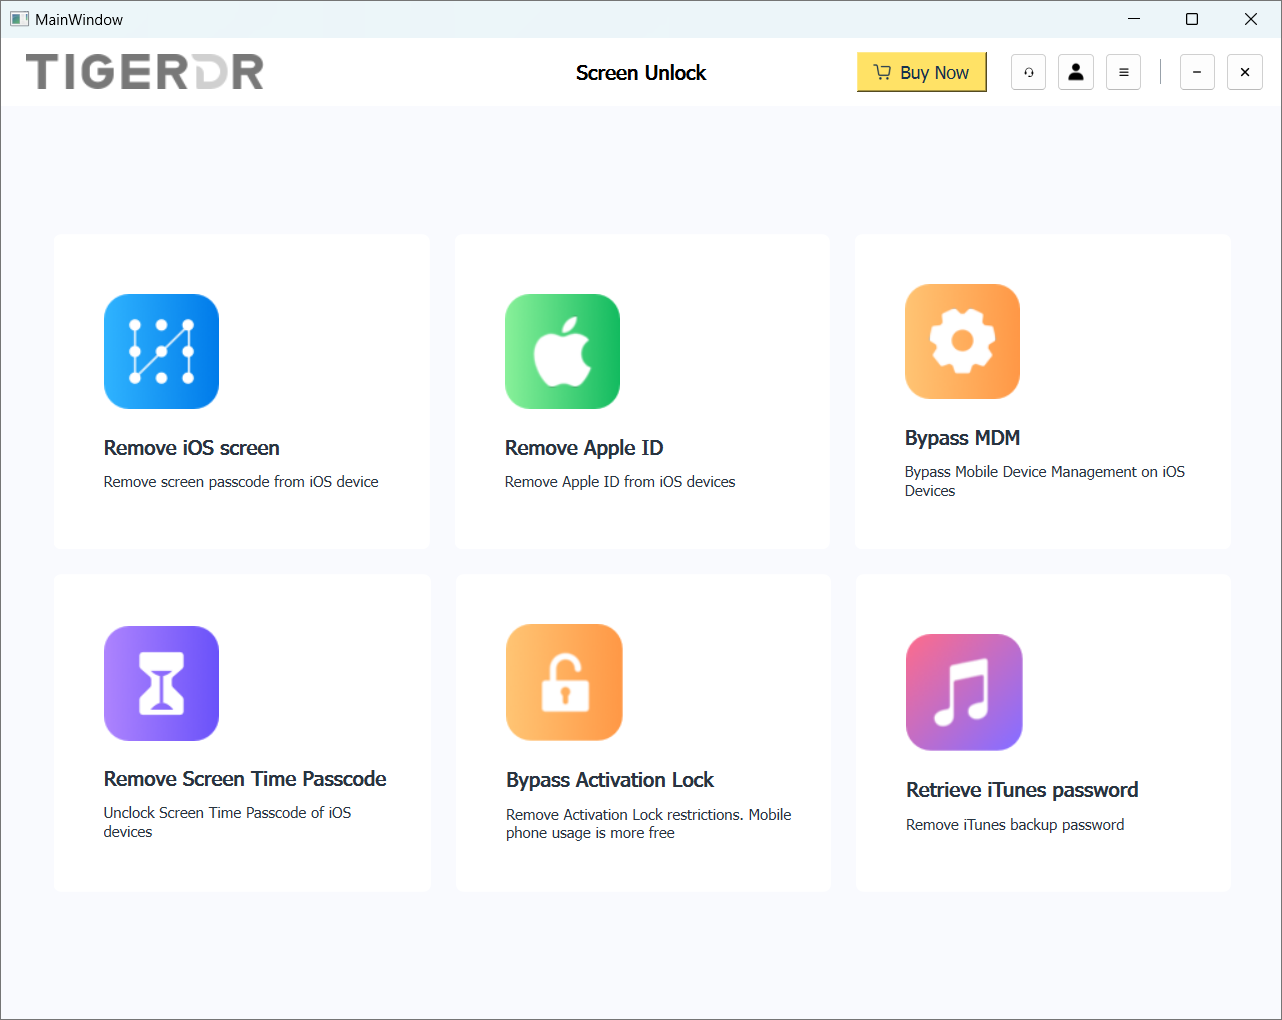 MainWindow
TIGERDR
Screen Unlock
Buy Now
Remove iOS screen
Remove screen passcode from iOS device
Remove Apple ID
Remove Apple ID from iOS devices
Bypass MDM
Bypass Mobile Device Management on iOS
Devices
Remove Screen Time Passcode
Unclock Screen Time Passcode of iOS
devices
Bypass Activation Lock
Remove Activation Lock restrictions. Mobile
phone usage is more free
Retrieve iTunes password
Remove iTunes backup password